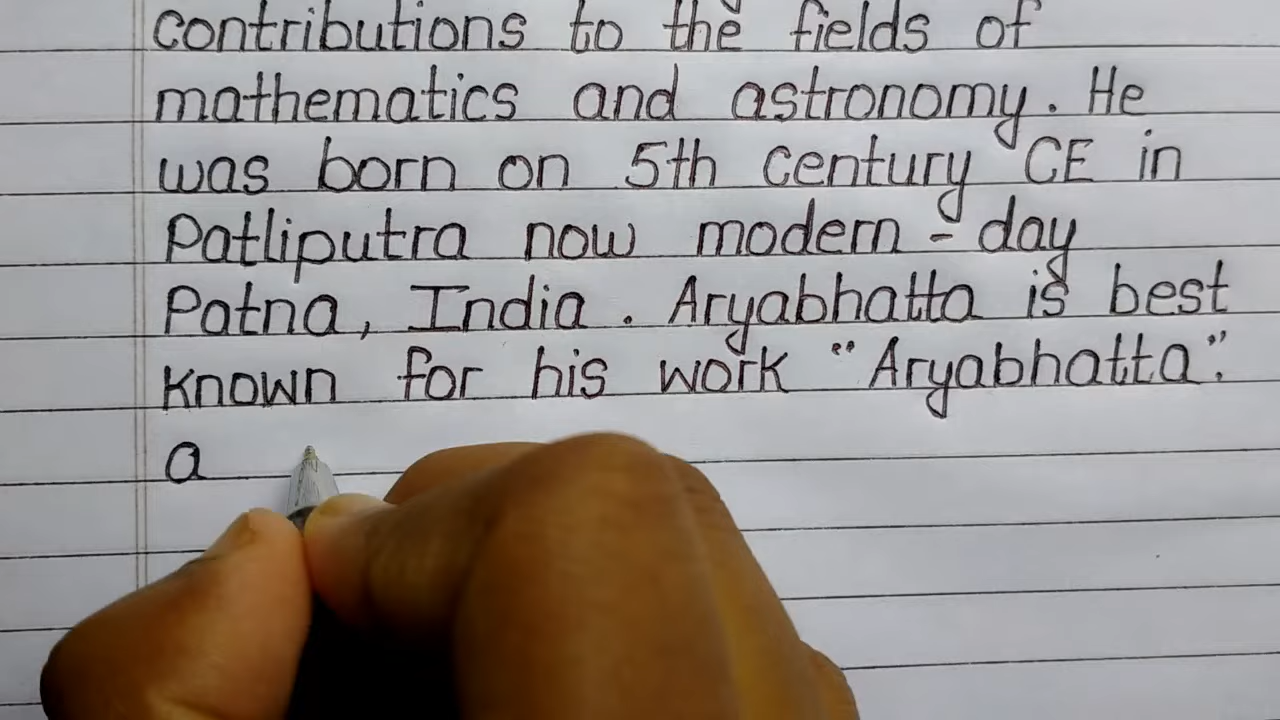 contributions to the fields of
mathematics and astronomy. He
was born on 5th century CE in
Patliputra now modern-day
Patna, India. Aryabhatta is best
known for his work "Aryabhatta".
a